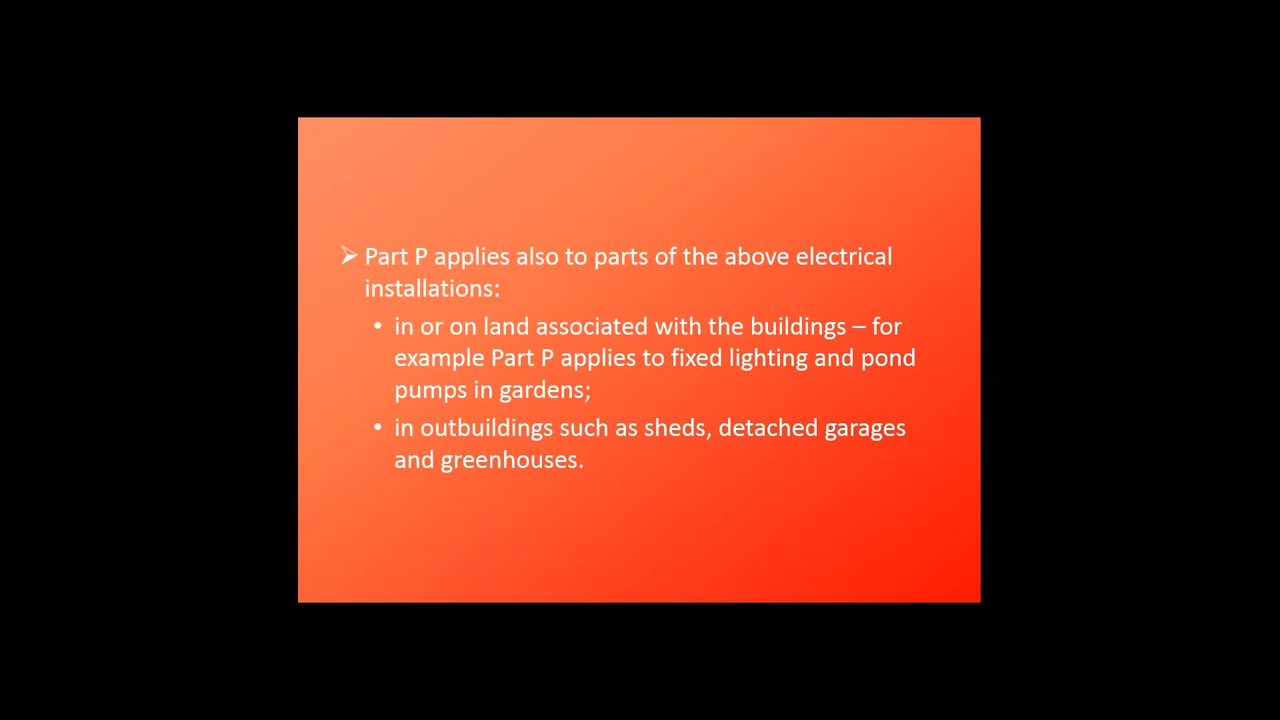 ➢ Part P applies also to parts of the above electrical
installations:
• in or on land associated with the buildings – for
example Part P applies to fixed lighting and pond
pumps in gardens;
• in outbuildings such as sheds, detached garages
and greenhouses.